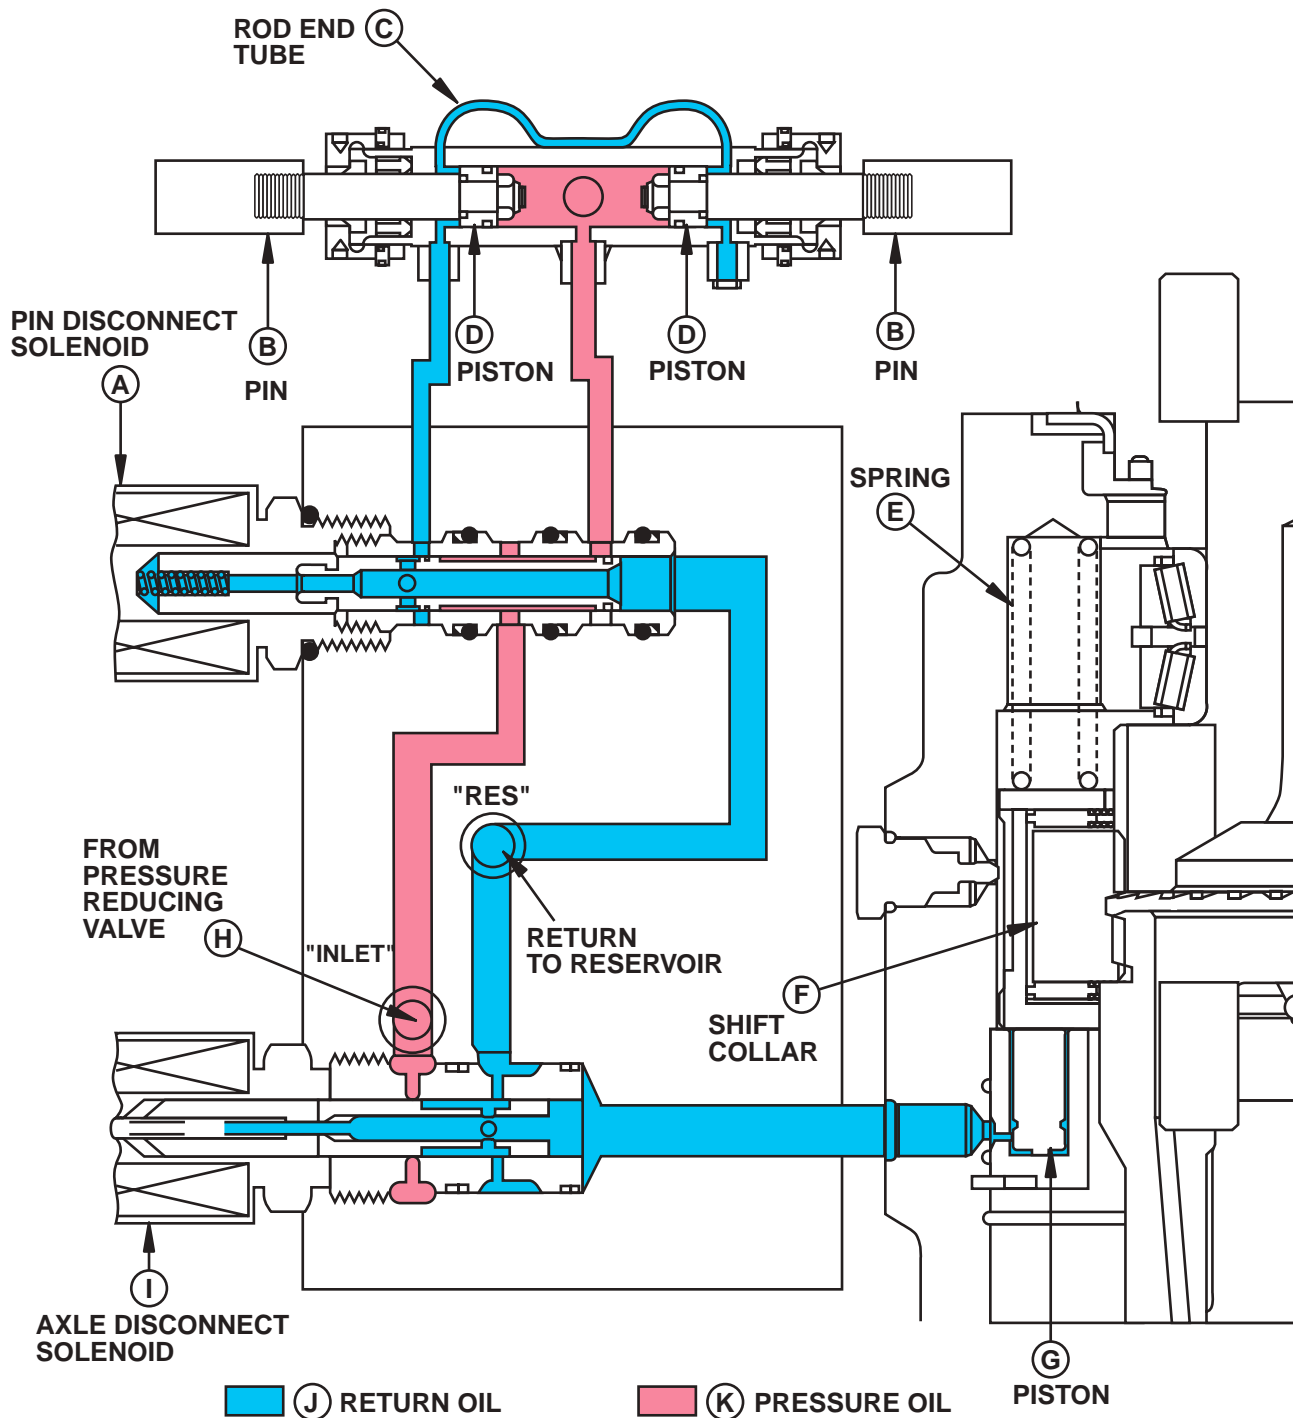 ROD END C
TUBE
PIN DISCONNECT
SOLENOID
A
B
PIN
D
PISTON
D
PISTON
B
PIN
SPRING
E
"RES"
FROM
PRESSURE
REDUCING
VALVE
H
"INLET"
RETURN
TO RESERVOIR
F
SHIFT
COLLAR
I
AXLE DISCONNECT
SOLENOID
G
PISTON
J RETURN OIL
K PRESSURE OIL